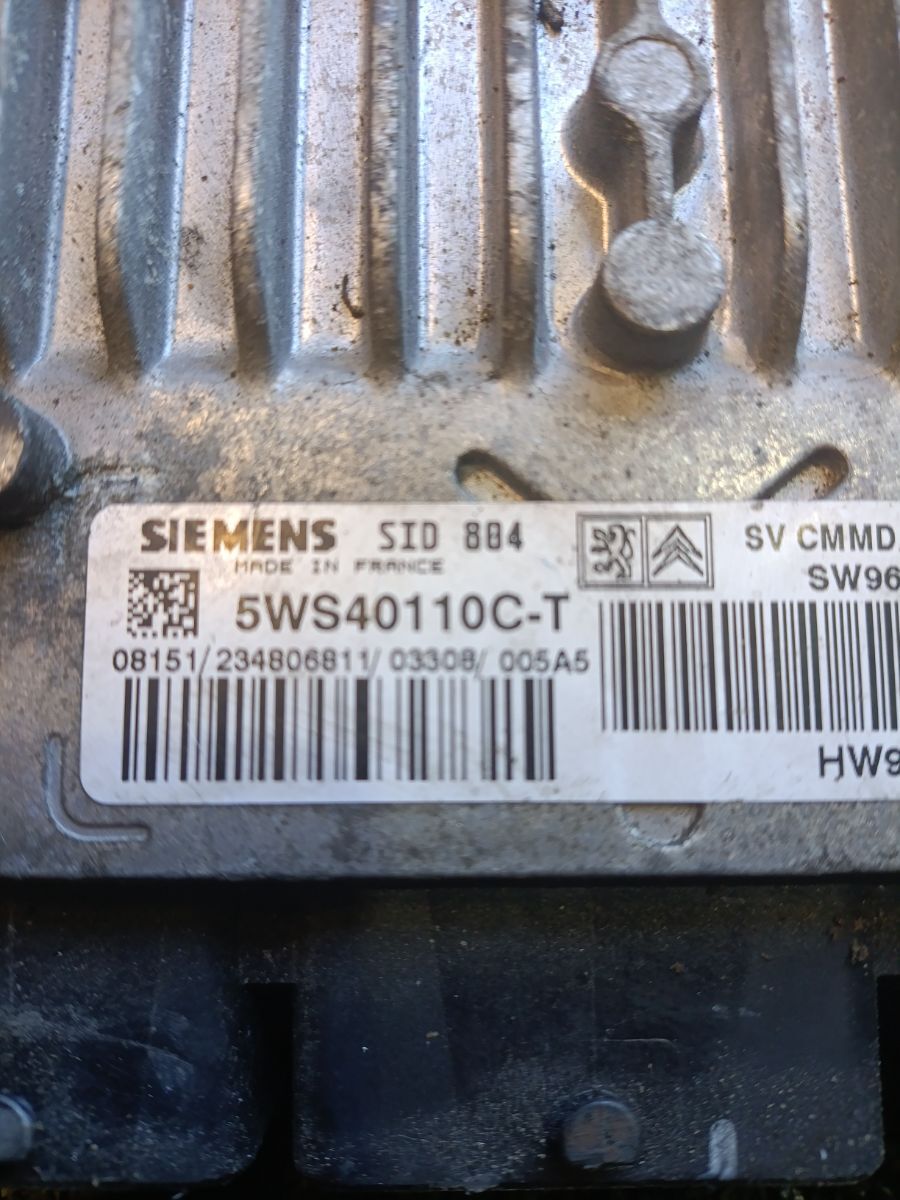 SIEMENS SID 804
MADE IN FRANCE
5WS40110C-T
08151/234806811/03308/005A5
SV CMMD
SW96
HW9